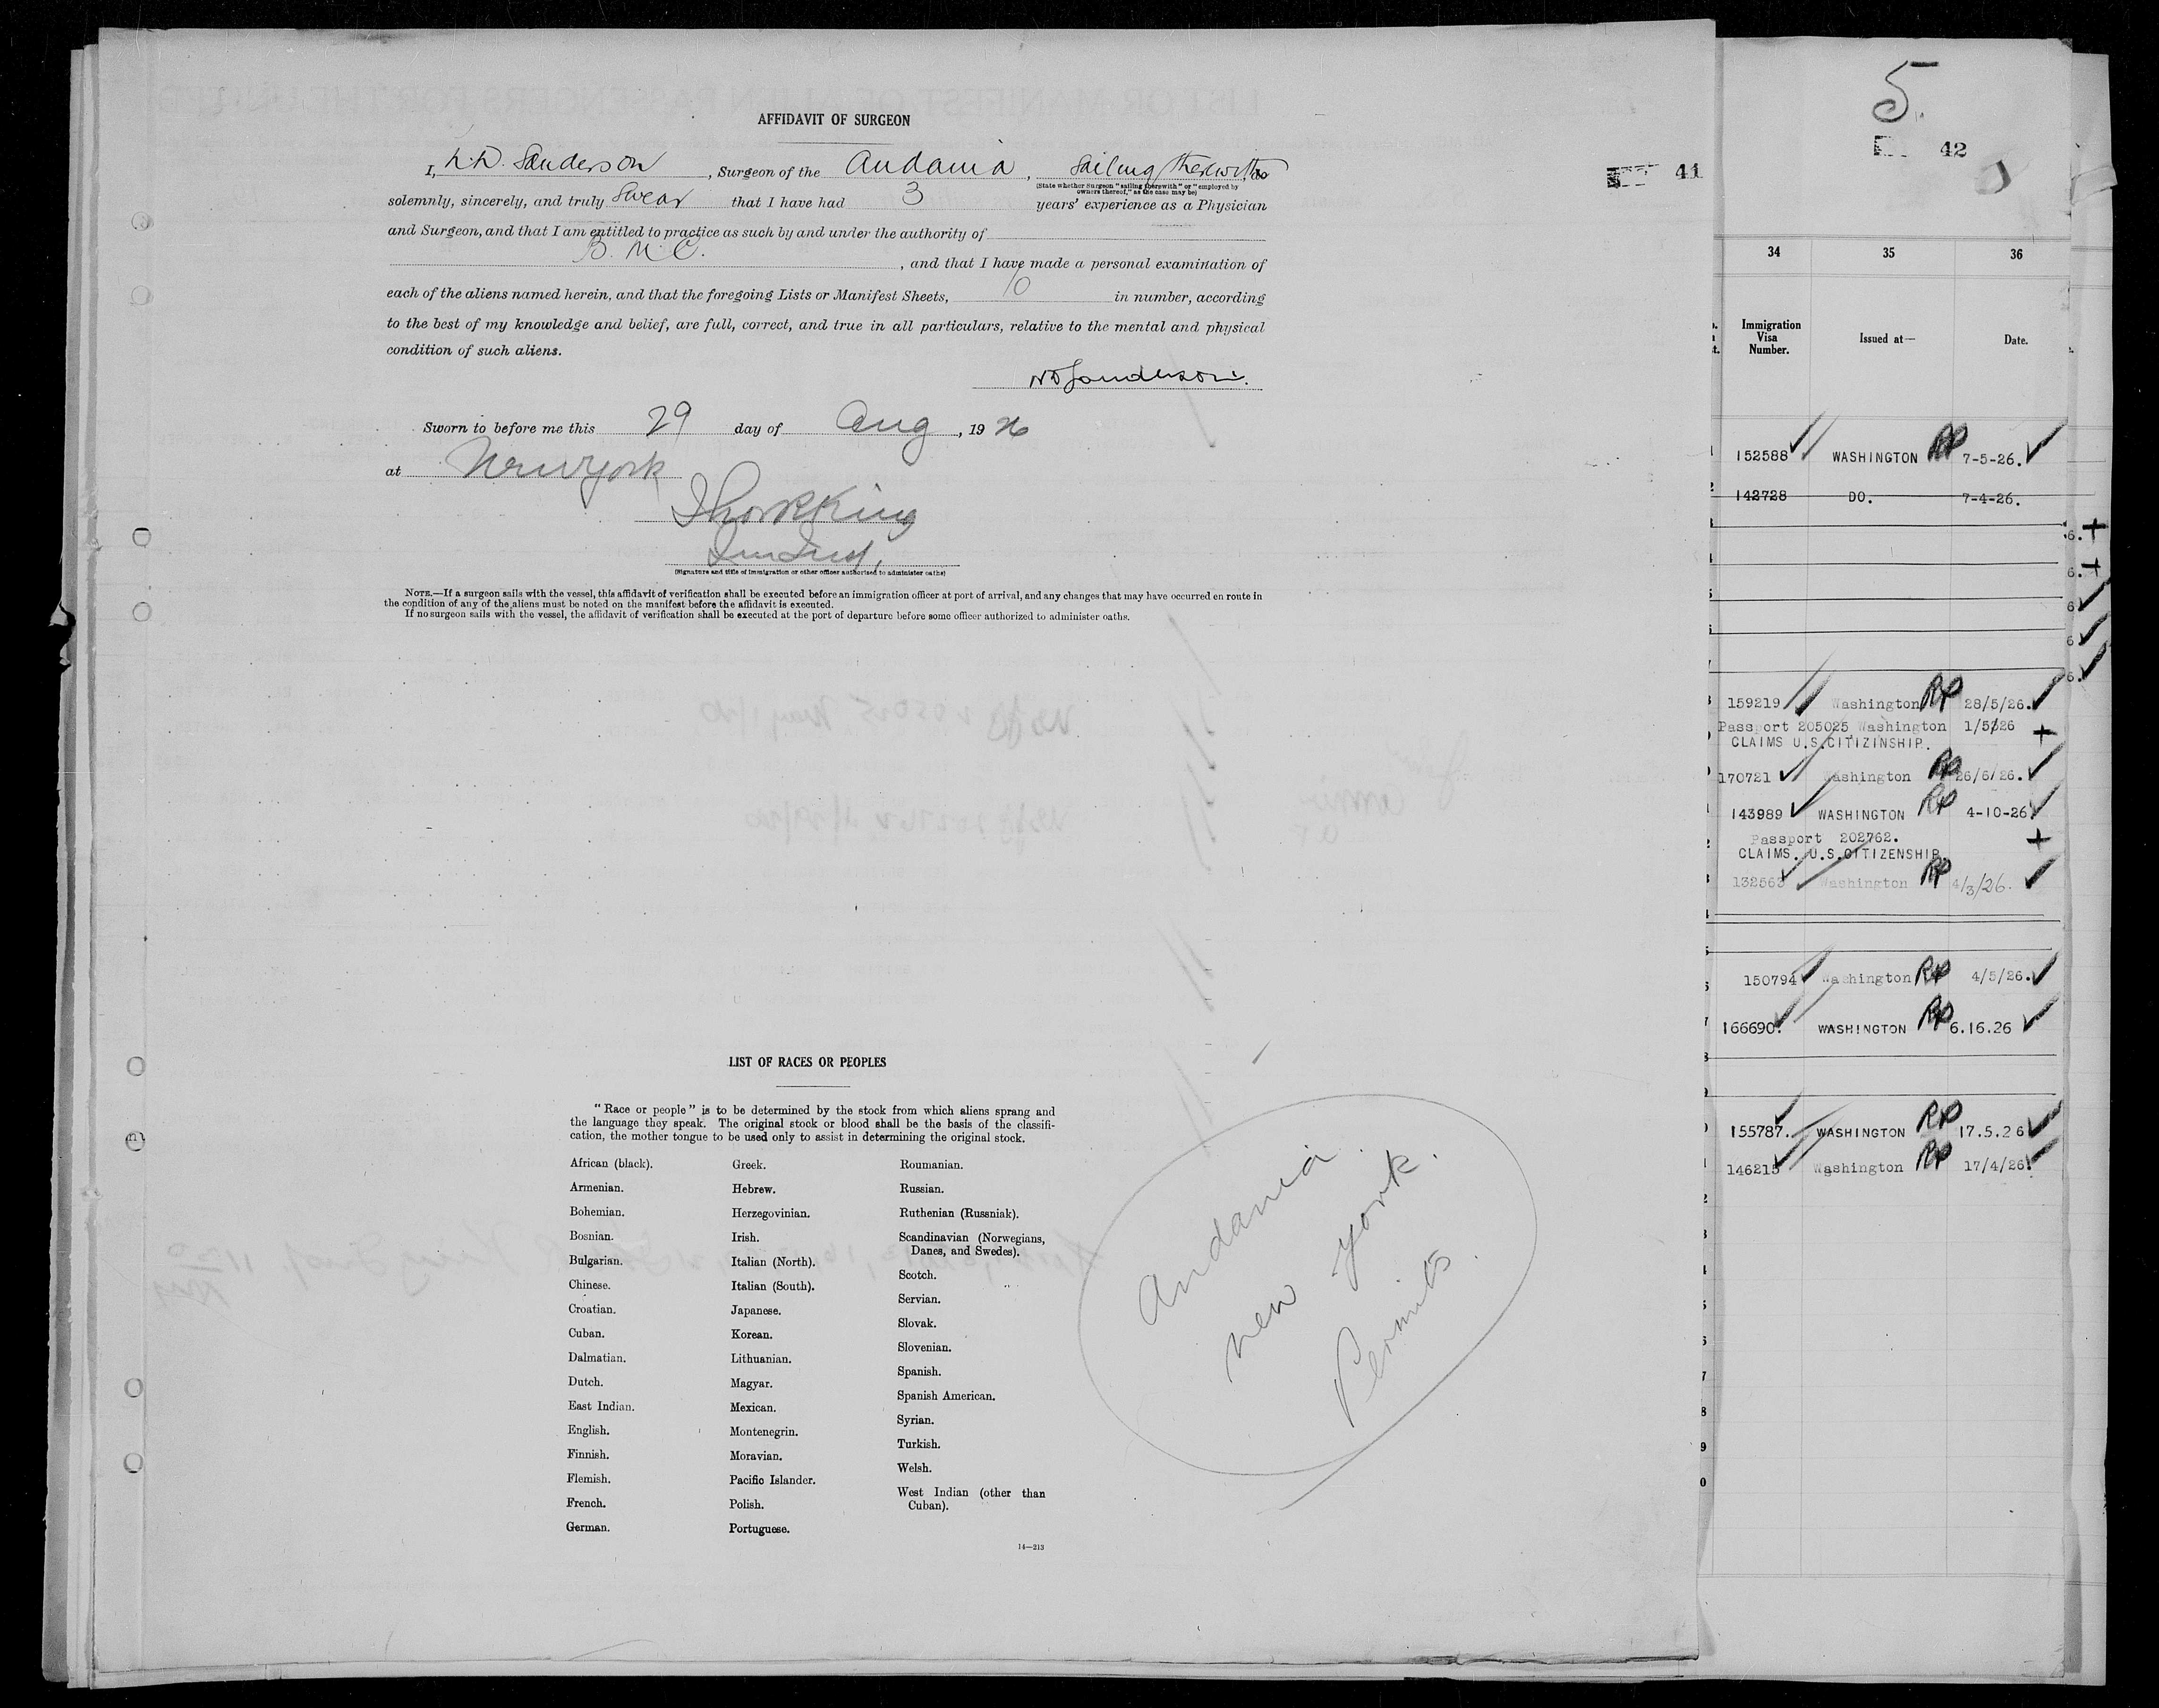 AFFIDAVIT OF SURGEON
I, Sanderson, Surgeon of the Andania, Sailing therewith, do
(State whether Surgeon "sailing therewith" or "employed by
owners thereof," as the case may be)
solemnly, sincerely, and truly Swear that I have had 3 years' experience as a Physician
and Surgeon, and that I am entitled to practice as such by and under the authority of
B. M. C., and that I have made a personal examination of
each of the aliens named herein, and that the foregoing Lists or Manifest Sheets, 10 in number, according
to the best of my knowledge and belief, are full, correct, and true in all particulars, relative to the mental and physical
condition of such aliens.
Sanderson.
Sworn to before me this 29 day of Aug, 1926
at New York
King
(Signature and title of immigration or other officer authorized to administer oaths)
NOTE.—If a surgeon sails with the vessel, this affidavit of verification shall be executed before an immigration officer at port of arrival, and any changes that may have occurred en route in
the condition of any of the aliens must be noted on the manifest before the affidavit is executed.
If no surgeon sails with the vessel, the affidavit of verification shall be executed at the port of departure before some officer authorized to administer oaths.
LIST OF RACES OR PEOPLES
"Race or people" is to be determined by the stock from which aliens sprang and
the language they speak. The original stock or blood shall be the basis of the classifi-
cation, the mother tongue to be used only to assist in determining the original stock.
African (black).
Armenian.
Bohemian.
Bosnian.
Bulgarian.
Chinese.
Croatian.
Cuban.
Dalmatian.
Dutch.
East Indian.
English.
Finnish.
Flemish.
French.
German.
Greek.
Hebrew.
Herzegovinian.
Irish.
Italian (North).
Italian (South).
Japanese.
Korean.
Lithuanian.
Magyar.
Mexican.
Montenegrin.
Moravian.
Pacific Islander.
Polish.
Portuguese.
Roumanian.
Russian.
Ruthenian (Russniak).
Scandinavian (Norwegians,
Danes, and Swedes).
Scotch.
Servian.
Slovak.
Slovenian.
Spanish.
Spanish American.
Syrian.
Turkish.
Welsh.
West Indian (other than
Cuban).
14—213
Andania.
New York.
Permits.
41
5.
42
34 35 36
Immigration
Visa
Number.
Issued at—
Date.
152588 WASHINGTON RP 7-5-26.
142728 DO. 7-4-26.
159219 Washington RP 28/5/26.
Passport 205025 Washington 1/5/26
CLAIMS U.S.CITIZINSHIP.
170721 Washington RP 26/6/26.
143989 WASHINGTON RP 4-10-26
Passport 202762.
CLAIMS. U.S.CITIZENSHIP.
132563 Washington RP 4/3/26.
150794 Washington RP 4/5/26.
166690. WASHINGTON RP 6.16.26
155787. WASHINGTON RP 17.5.26
146215 Washington RP 17/4/26.